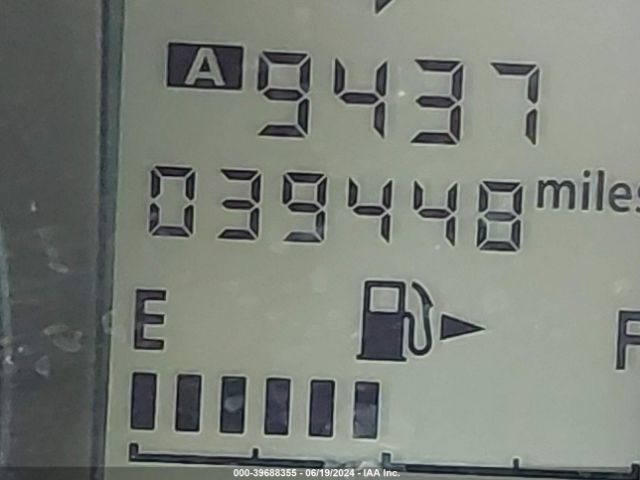 A 9437
039448 miles
E F
000-39688355 - 06/19/2024 - IAA Inc.